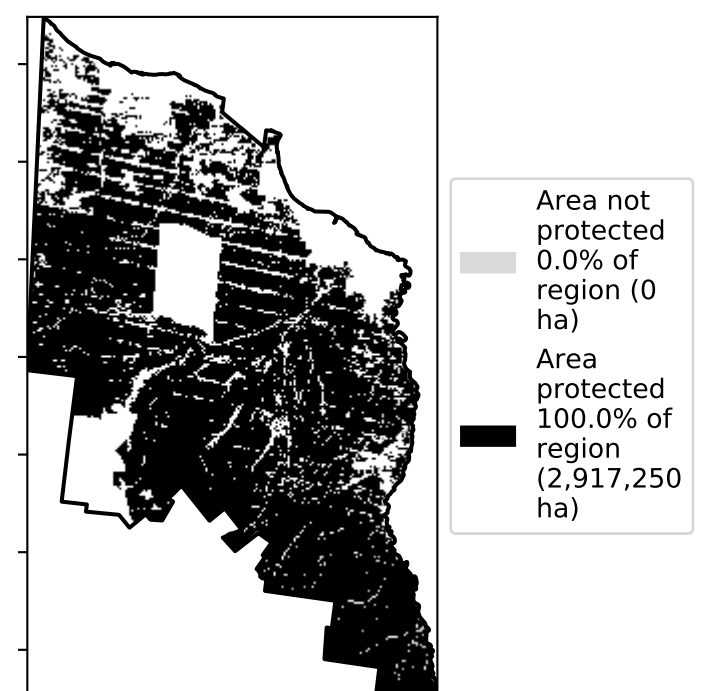 Area not
protected
0.0% of
region (0
ha)
Area
protected
100.0% of
region
(2,917,250
ha)